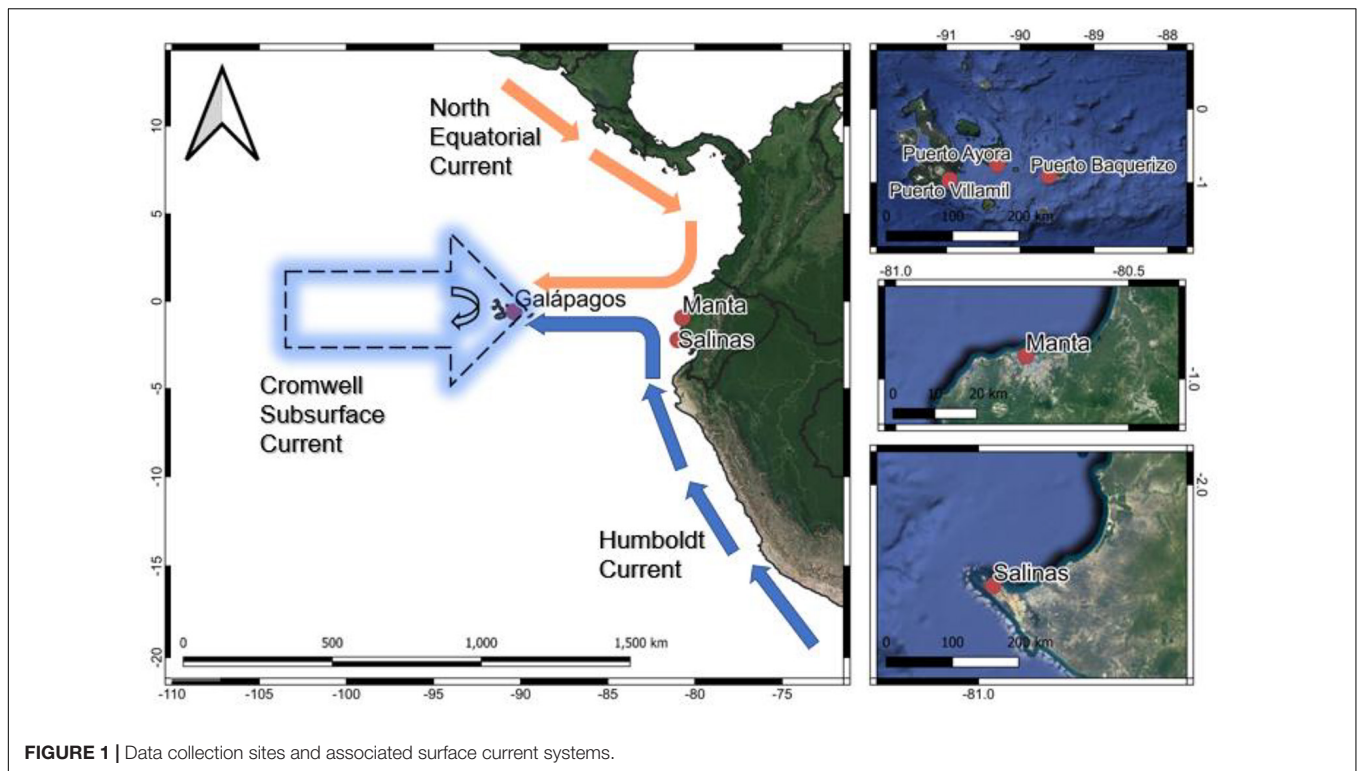 North
Equatorial
Current
Galápagos
Manta
Salinas
Cromwell
Subsurface
Current
Humboldt
Current
0 500 1,000 1,500 km
10
5
0
-5
-10
-15
-20
-110 -105 -100 -95 -90 -85 -80 -75
-91 -90 -89 -88
0
-1
Puerto Ayora
Puerto Baquerizo
Puerto Villamil
0 100 200 km
-81.0 -80.5
Manta
-1.0
0 10 20 km
-2.0
Salinas
0 100 200 km
-81.0
FIGURE 1 | Data collection sites and associated surface current systems.